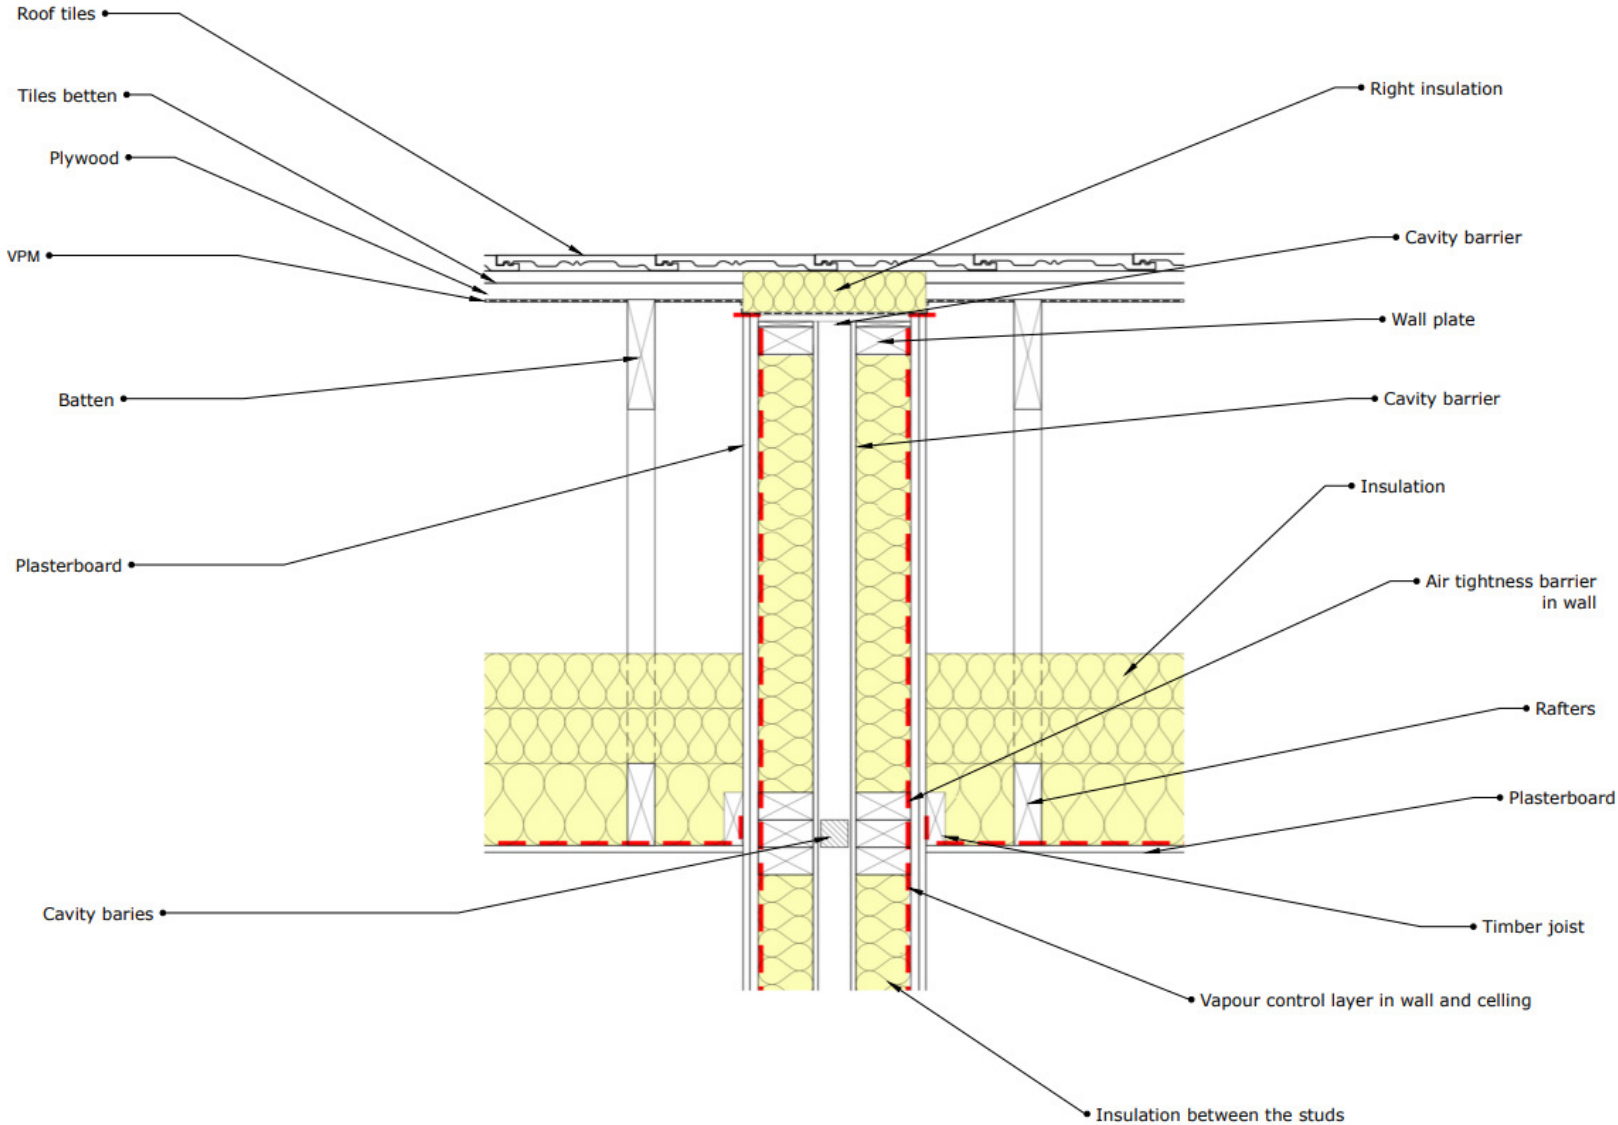 Roof tiles
Tiles betten
Plywood
VPM
Batten
Plasterboard
Cavity baries
Right insulation
Cavity barrier
Wall plate
Cavity barrier
Insulation
Air tightness barrier
in wall
Rafters
Plasterboard
Timber joist
Vapour control layer in wall and celling
Insulation between the studs